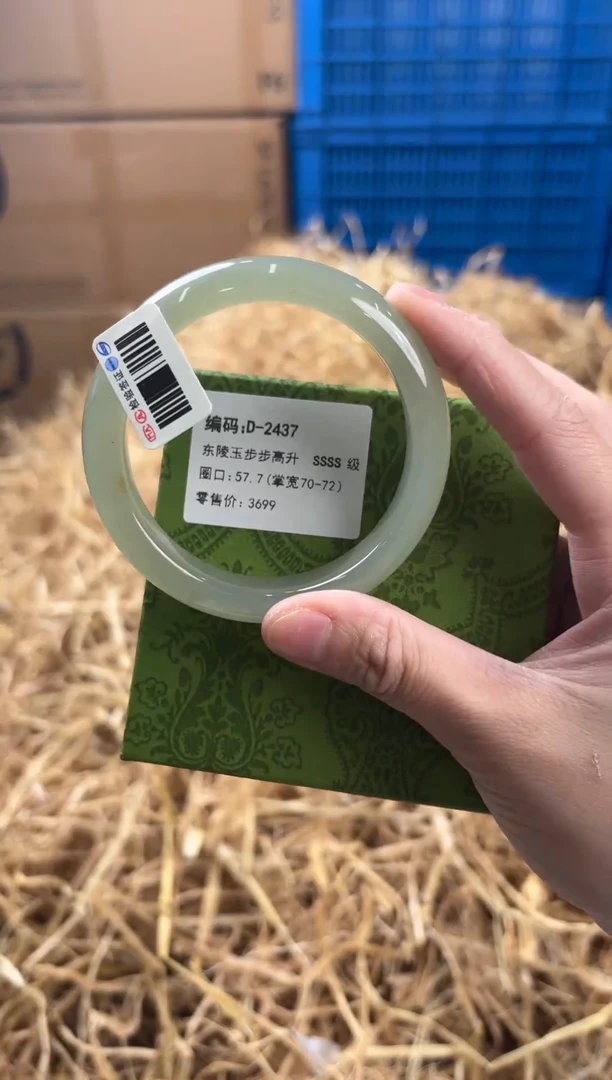 编码:D-2437
东陵玉步步高升 SSSS 级
圈口:57.7(掌宽70-72)
零售价:3699